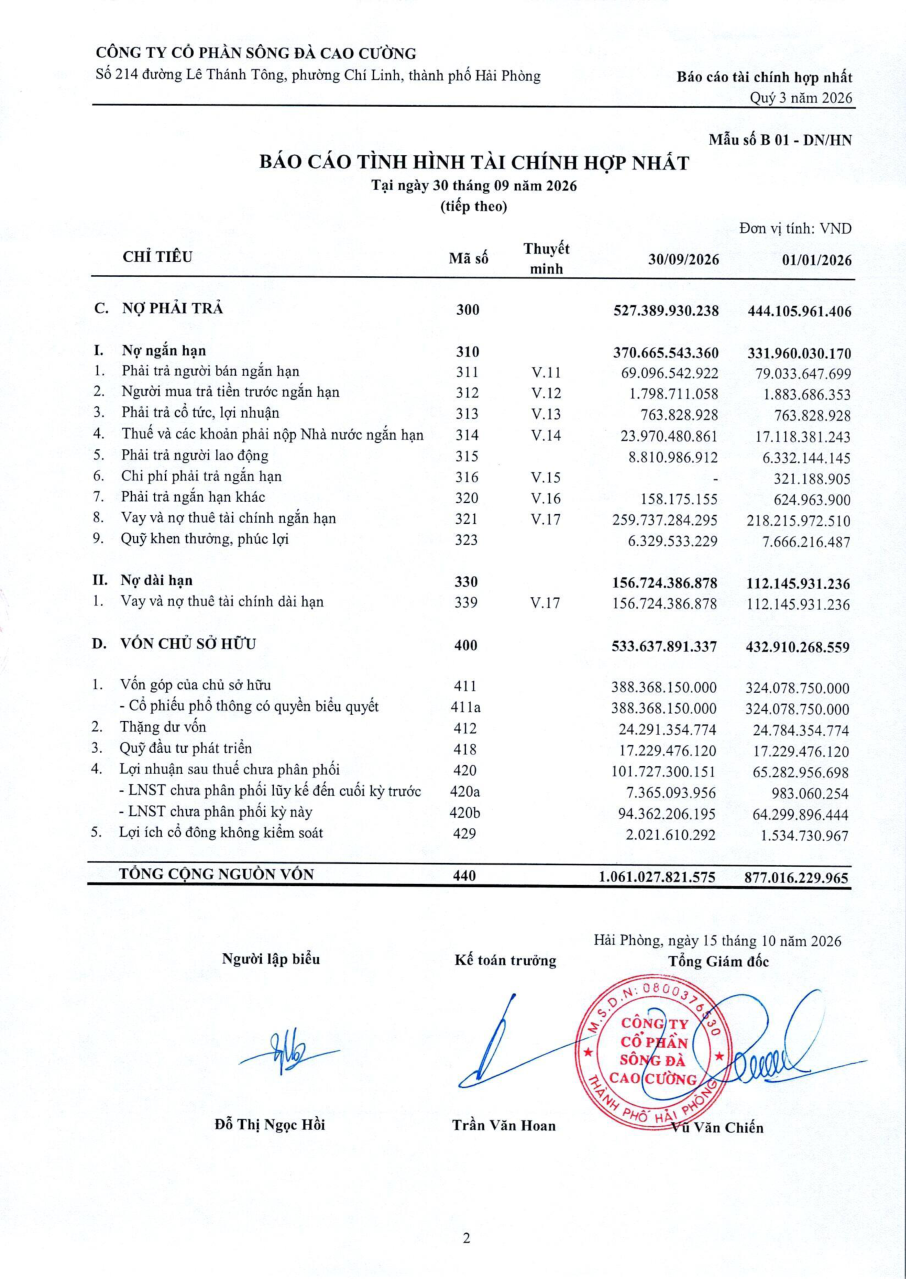 CÔNG TY CỔ PHẦN SÔNG ĐÀ CAO CƯỜNG
Số 214 đường Lê Thánh Tông, phường Chí Linh, thành phố Hải Phòng
Báo cáo tài chính hợp nhất
Quý 3 năm 2026
Mẫu số B 01 - DN/HN
BÁO CÁO TÌNH HÌNH TÀI CHÍNH HỢP NHẤT
Tại ngày 30 tháng 09 năm 2026
(tiếp theo)
Đơn vị tính: VND
CHỈ TIÊU Mã số Thuyết minh 30/09/2026 01/01/2026
C. NỢ PHẢI TRẢ 300 527.389.930.238 444.105.961.406
I. Nợ ngắn hạn 310 370.665.543.360 331.960.030.170
1. Phải trả người bán ngắn hạn 311 V.11 69.096.542.922 79.033.647.699
2. Người mua trả tiền trước ngắn hạn 312 V.12 1.798.711.058 1.883.686.353
3. Phải trả cổ tức, lợi nhuận 313 V.13 763.828.928 763.828.928
4. Thuế và các khoản phải nộp Nhà nước ngắn hạn 314 V.14 23.970.480.861 17.118.381.243
5. Phải trả người lao động 315 8.810.986.912 6.332.144.145
6. Chi phí phải trả ngắn hạn 316 V.15 - 321.188.905
7. Phải trả ngắn hạn khác 320 V.16 158.175.155 624.963.900
8. Vay và nợ thuê tài chính ngắn hạn 321 V.17 259.737.284.295 218.215.972.510
9. Quỹ khen thưởng, phúc lợi 323 6.329.533.229 7.666.216.487
II. Nợ dài hạn 330 156.724.386.878 112.145.931.236
1. Vay và nợ thuê tài chính dài hạn 339 V.17 156.724.386.878 112.145.931.236
D. VỐN CHỦ SỞ HỮU 400 533.637.891.337 432.910.268.559
1. Vốn góp của chủ sở hữu 411 388.368.150.000 324.078.750.000
- Cổ phiếu phổ thông có quyền biểu quyết 411a 388.368.150.000 324.078.750.000
2. Thặng dư vốn 412 24.291.354.774 24.784.354.774
3. Quỹ đầu tư phát triển 418 17.229.476.120 17.229.476.120
4. Lợi nhuận sau thuế chưa phân phối 420 101.727.300.151 65.282.956.698
- LNST chưa phân phối lũy kế đến cuối kỳ trước 420a 7.365.093.956 983.060.254
- LNST chưa phân phối kỳ này 420b 94.362.206.195 64.299.896.444
5. Lợi ích cổ đông không kiểm soát 429 2.021.610.292 1.534.730.967
TỔNG CỘNG NGUỒN VỐN 440 1.061.027.821.575 877.016.229.965
Hải Phòng, ngày 15 tháng 10 năm 2026
Người lập biểu Kế toán trưởng Tổng Giám đốc
M.S.D.N: 0800376530
CÔNG TY
CỔ PHẦN
SÔNG ĐÀ
CAO CƯỜNG
THÀNH PHỐ HẢI PHÒNG
Đỗ Thị Ngọc Hồi Trần Văn Hoan Vũ Văn Chiến
2